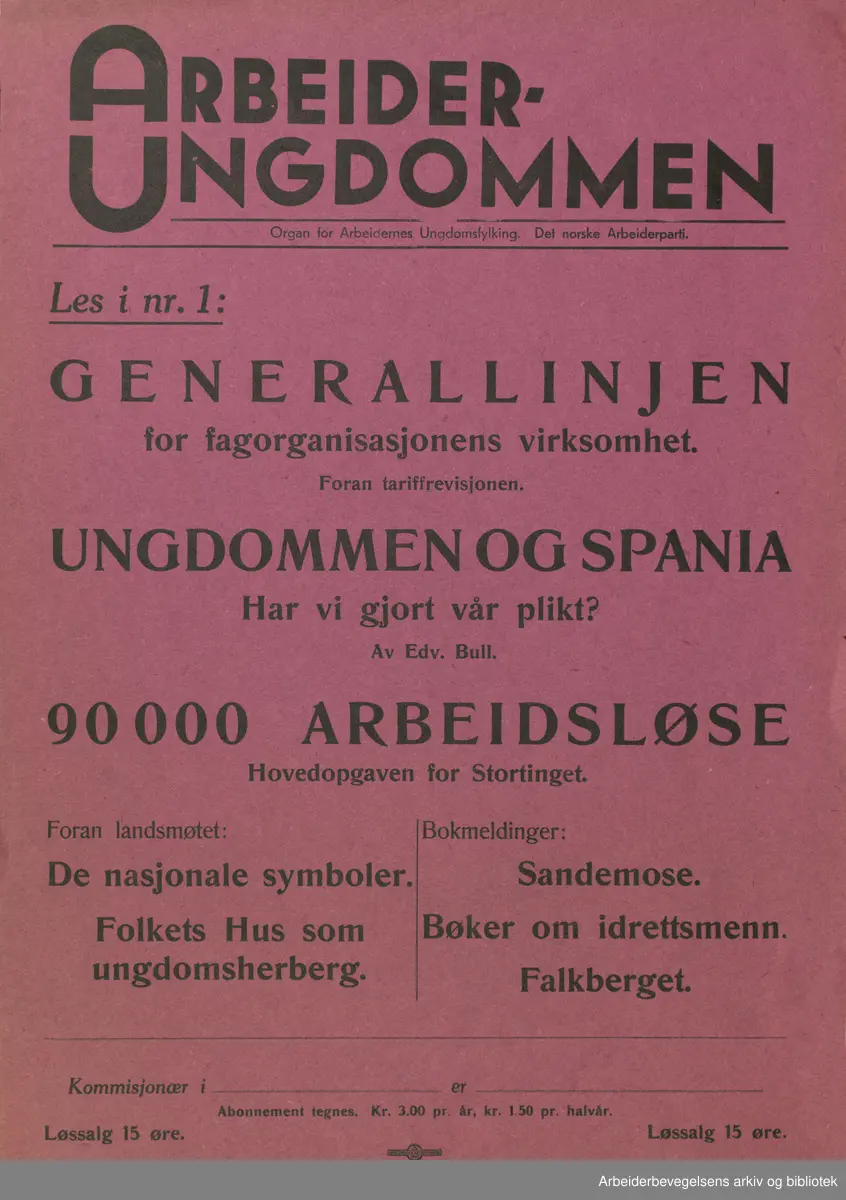 ARBEIDER-
UNGDOMMEN
Organ for Arbeidernes Ungdomsfylking. Det norske Arbeiderparti.
Les i nr. 1:
GENERALLINJEN
for fagorganisasjonens virksomhet.
Foran tariffrevisjonen.
UNGDOMMEN OG SPANIA
Har vi gjort vår plikt?
Av Edv. Bull.
90 000 ARBEIDSLØSE
Hovedopgaven for Stortinget.
Foran landsmøtet:
De nasjonale symboler.
Folkets Hus som
ungdomsherberg.
Bokmeldinger:
Sandemose.
Bøker om idrettsmenn.
Falkberget.
Kommisjonær i er
Abonnement tegnes. Kr. 3.00 pr. år, kr. 1.50 pr. halvår.
Løssalg 15 øre. Løssalg 15 øre.
Arbeiderbevegelsens arkiv og bibliotek